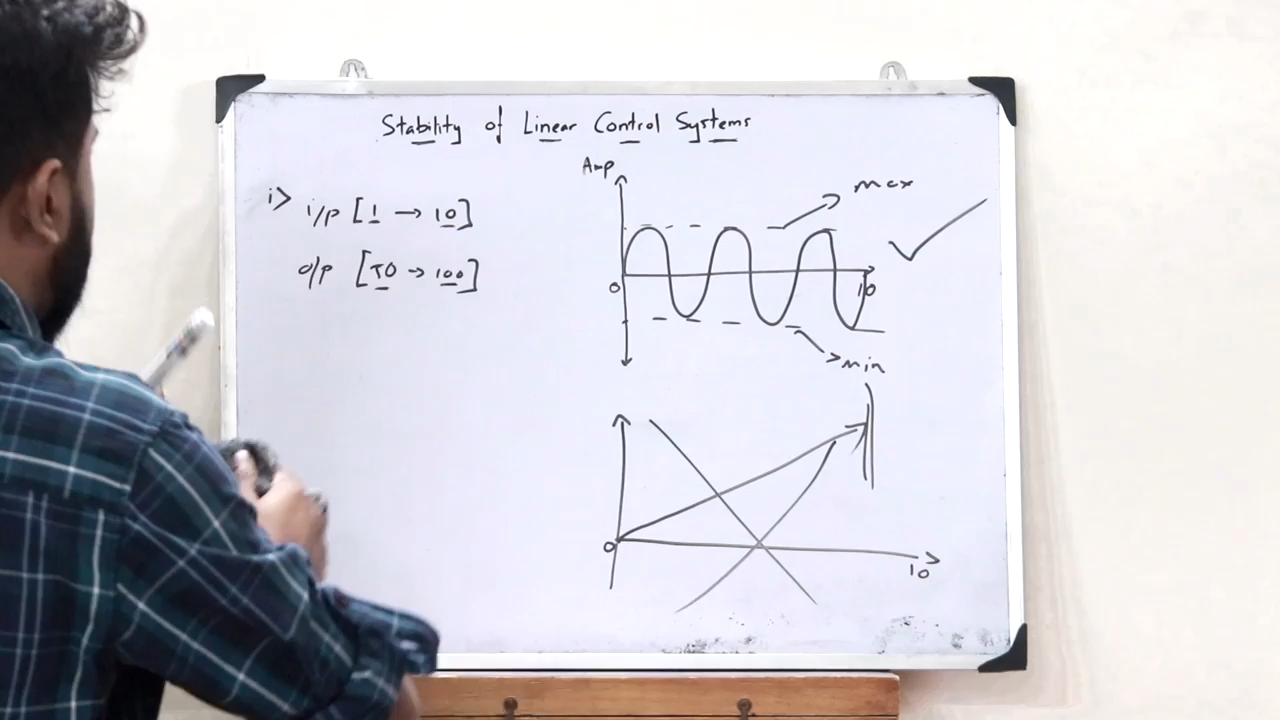 Stability of Linear Control Systems
i> i/p [1 → 10]
o/p [50 → 100]
Amp
max
0
10
min
0
10